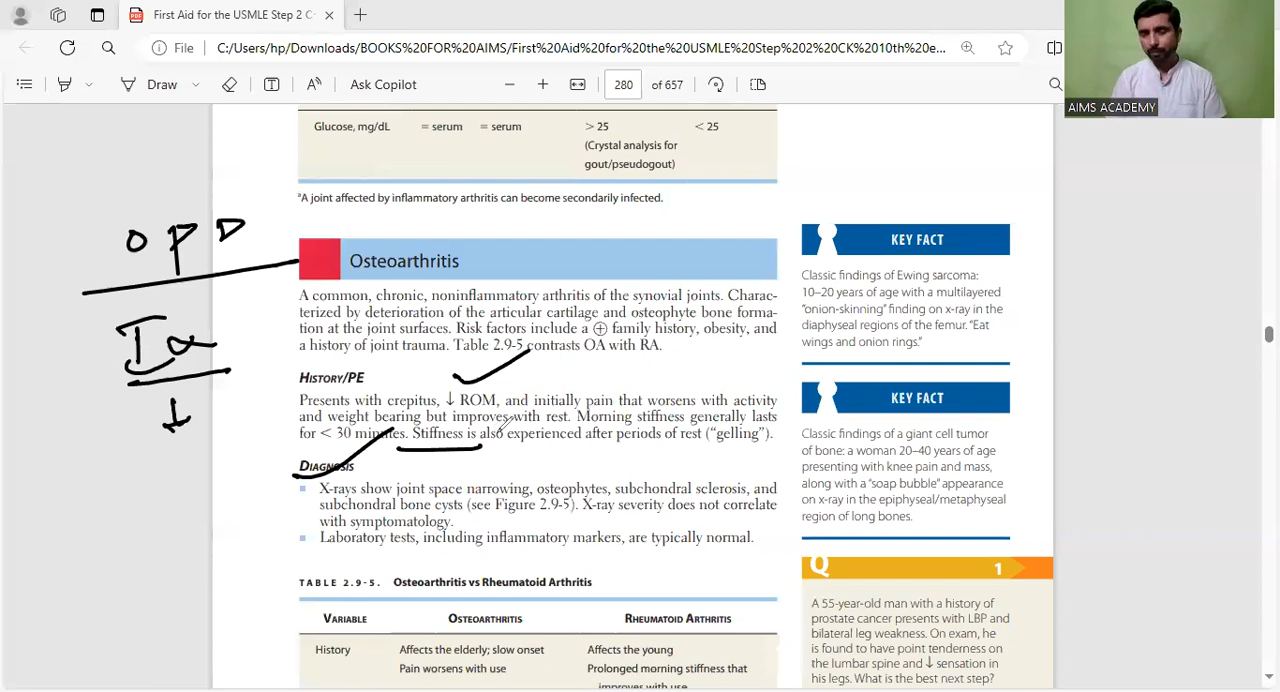 First Aid for the USMLE Step 2 C
File
C:/Users/hp/Downloads/BOOKS%20FOR%20AIMS/First%20Aid%20for%20the%20USMLE%20Step%202%20CK%2010th%20e...
Draw
Ask Copilot
280 of 657
AIMS ACADEMY
Glucose, mg/dL = serum = serum > 25 < 25
(Crystal analysis for
gout/pseudogout)
ᵃA joint affected by inflammatory arthritis can become secondarily infected.
O P D
Osteoarthritis
A common, chronic, noninflammatory arthritis of the synovial joints. Charac-
terized by deterioration of the articular cartilage and osteophyte bone forma-
tion at the joint surfaces. Risk factors include a ⊕ family history, obesity, and
a history of joint trauma. Table 2.9-5 contrasts OA with RA.
HISTORY/PE
Presents with crepitus, ↓ ROM, and initially pain that worsens with activity
and weight bearing but improves with rest. Morning stiffness generally lasts
for < 30 minutes. Stiffness is also experienced after periods of rest ("gelling").
DIAGNOSIS
■ X-rays show joint space narrowing, osteophytes, subchondral sclerosis, and
subchondral bone cysts (see Figure 2.9-5). X-ray severity does not correlate
with symptomatology.
■ Laboratory tests, including inflammatory markers, are typically normal.
TABLE 2.9-5. Osteoarthritis vs Rheumatoid Arthritis
VARIABLE OSTEOARTHRITIS RHEUMATOID ARTHRITIS
History Affects the elderly; slow onset Affects the young
Pain worsens with use Prolonged morning stiffness that
improves with use
KEY FACT
Classic findings of Ewing sarcoma:
10–20 years of age with a multilayered
"onion-skinning" finding on x-ray in the
diaphyseal regions of the femur. "Eat
wings and onion rings."
KEY FACT
Classic findings of a giant cell tumor
of bone: a woman 20–40 years of age
presenting with knee pain and mass,
along with a "soap bubble" appearance
on x-ray in the epiphyseal/metaphyseal
region of long bones.
Q 1
A 55-year-old man with a history of
prostate cancer presents with LBP and
bilateral leg weakness. On exam, he
is found to have point tenderness on
the lumbar spine and ↓ sensation in
his legs. What is the best next step?